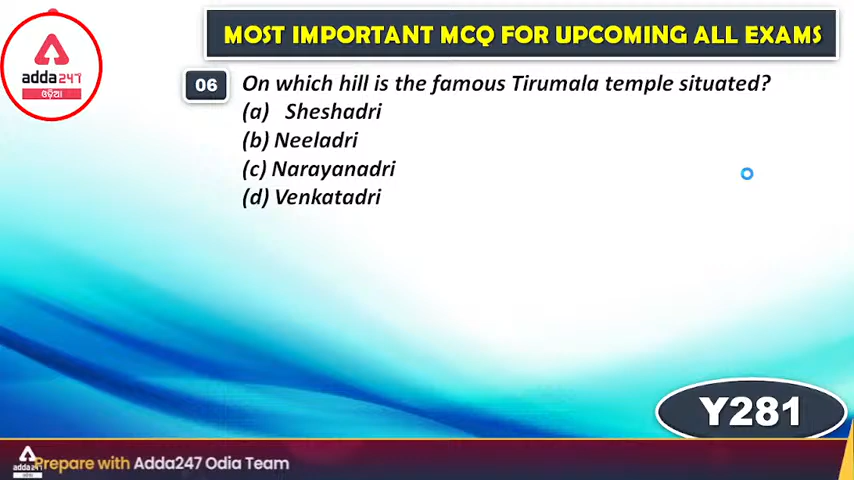 MOST IMPORTANT MCQ FOR UPCOMING ALL EXAMS
adda247
ଓଡ଼ିଆ
06 On which hill is the famous Tirumala temple situated?
(a) Sheshadri
(b) Neeladri
(c) Narayanadri
(d) Venkatadri
Y281
adda247
Prepare with Adda247 Odia Team